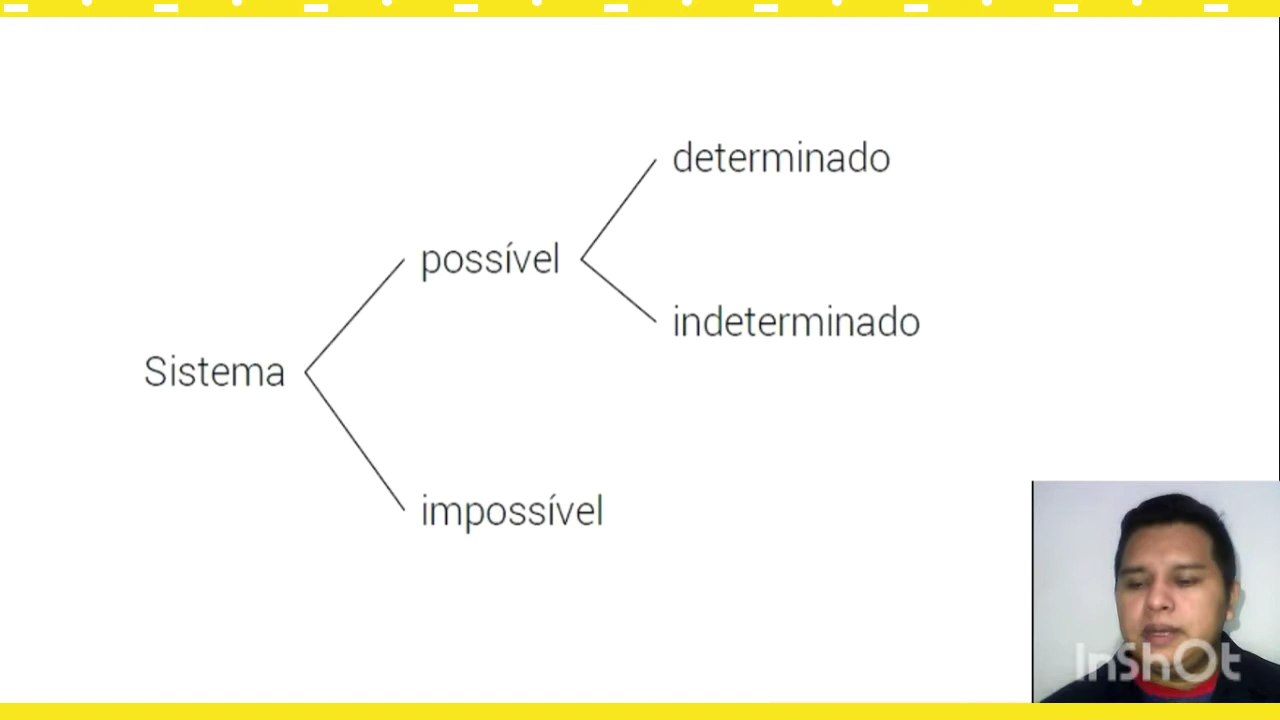 determinado
possível
indeterminado
Sistema
impossível
InShOt